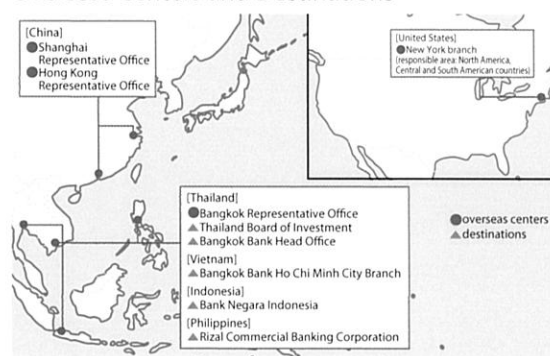 [China]
●Shanghai
Representative Office
●Hong Kong
Representative Office
[United States]
●New York branch
(responsible area: North America,
Central and South American countries)
[Thailand]
●Bangkok Representative Office
▲Thailand Board of Investment
▲Bangkok Bank Head Office
[Vietnam]
▲Bangkok Bank Ho Chi Minh City Branch
[Indonesia]
▲Bank Negara Indonesia
[Philippines]
▲Rizal Commercial Banking Corporation
●overseas centers
▲destinations